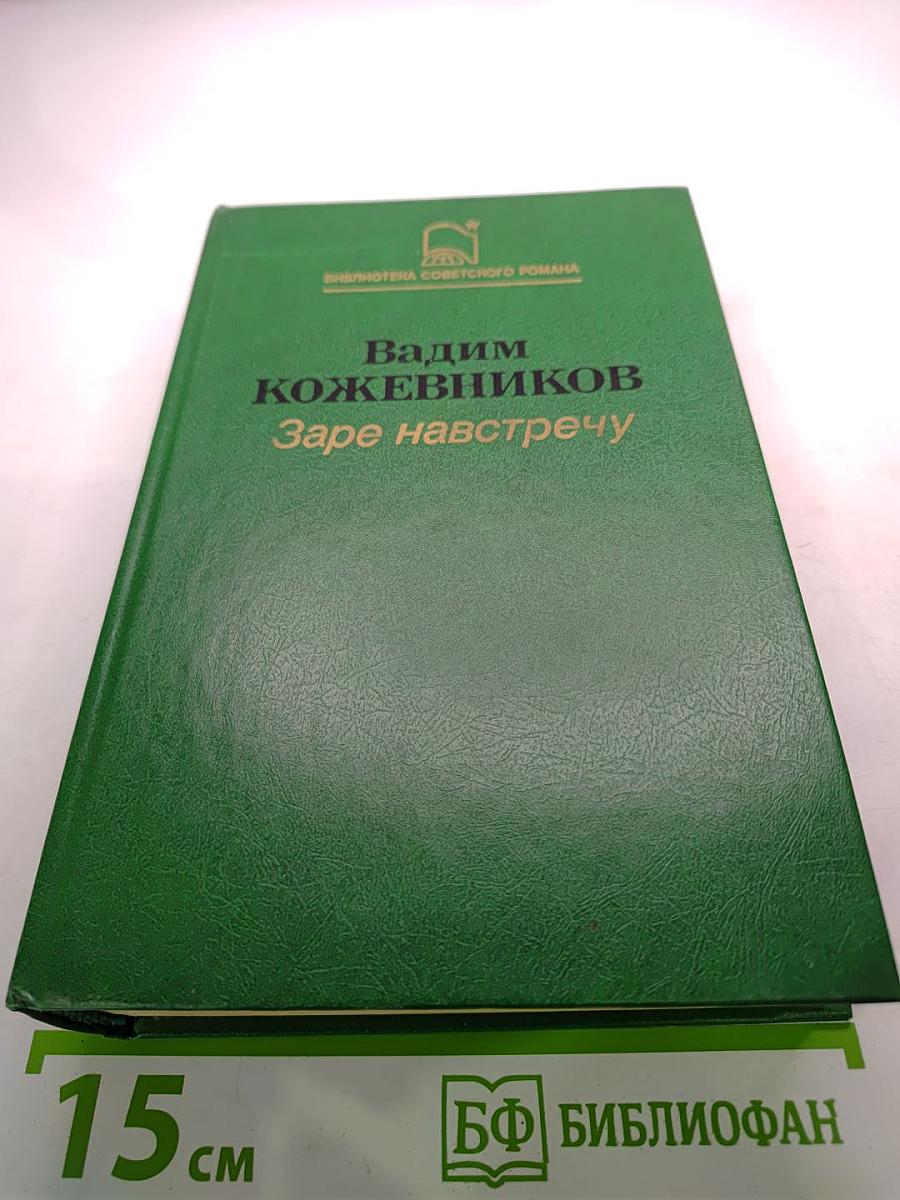 БИБЛИОТЕКА СОВЕТСКОГО РОМАНА
Вадим
КОЖЕВНИКОВ
Заре навстречу
15 см
БФ БИБЛИОФАН